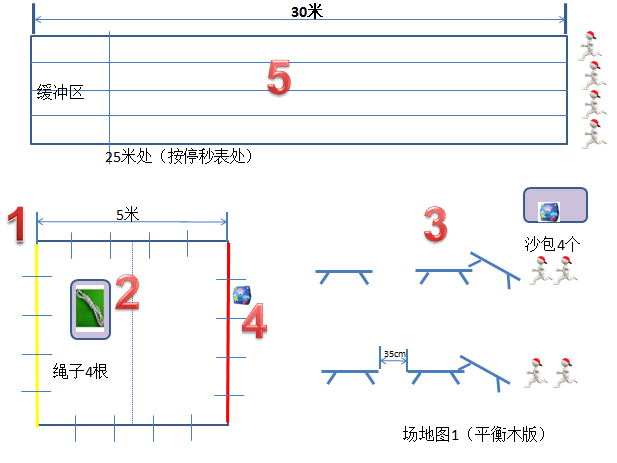 30米
5
缓冲区
25米处（按停秒表处）
1
5米
3
沙包4个
2
4
35cm
绳子4根
场地图1（平衡木版）